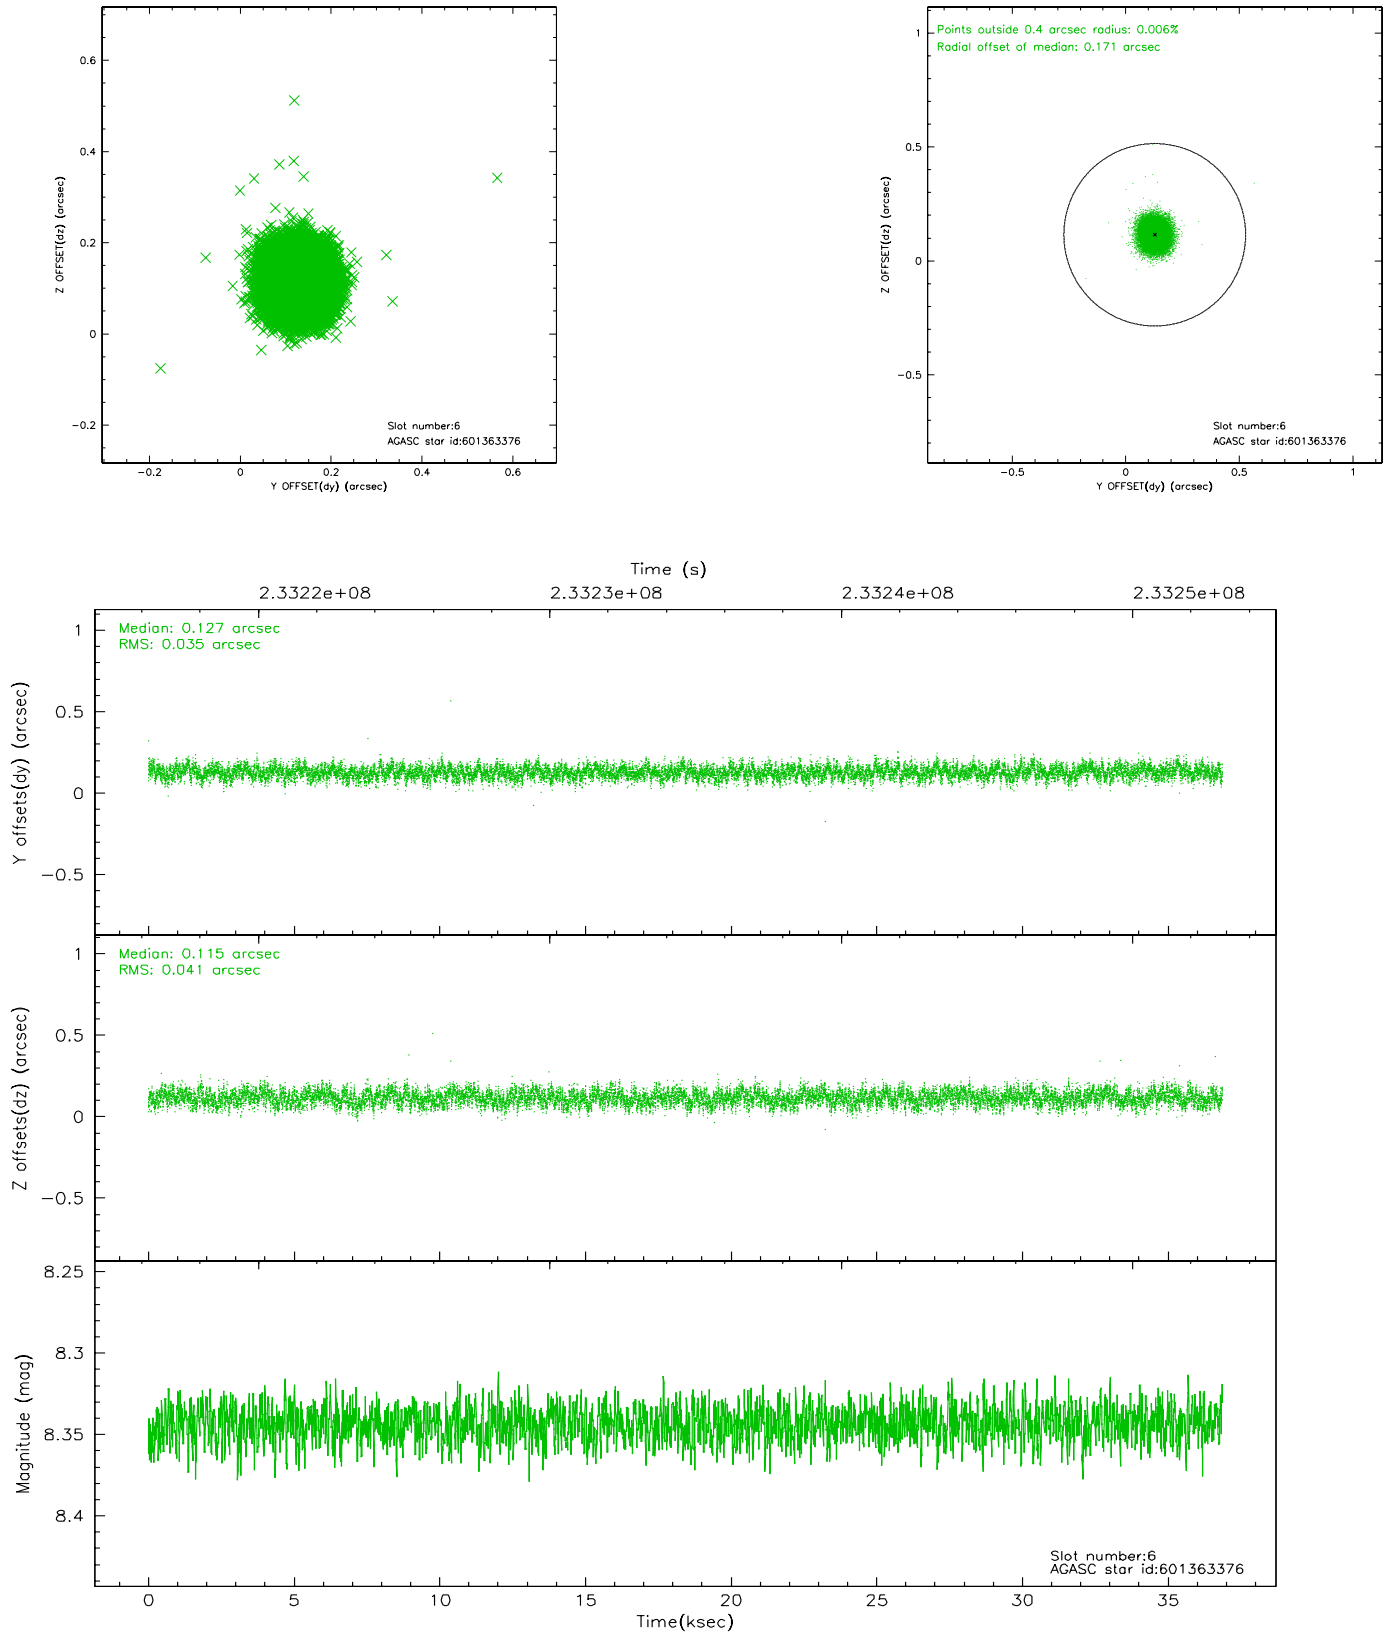 0.6
0.4
0.2
0
−0.2
Z OFFSET(dz) (arcsec)
Slot number:6
AGASC star id:601363376
−0.2 0 0.2 0.4 0.6
Y OFFSET(dy) (arcsec)
Points outside 0.4 arcsec radius: 0.006%
Radial offset of median: 0.171 arcsec
1
0.5
0
−0.5
Z OFFSET(dz) (arcsec)
Slot number:6
AGASC star id:601363376
−0.5 0 0.5 1
Y OFFSET(dy) (arcsec)
Time (s)
2.3322e+08 2.3323e+08 2.3324e+08 2.3325e+08
Median: 0.127 arcsec
RMS: 0.035 arcsec
1
0.5
0
−0.5
Y offsets(dy) (arcsec)
Median: 0.115 arcsec
RMS: 0.041 arcsec
1
0.5
0
−0.5
Z offsets(dz) (arcsec)
8.25
8.3
8.35
8.4
Magnitude (mag)
Slot number:6
AGASC star id:601363376
0 5 10 15 20 25 30 35
Time(ksec)